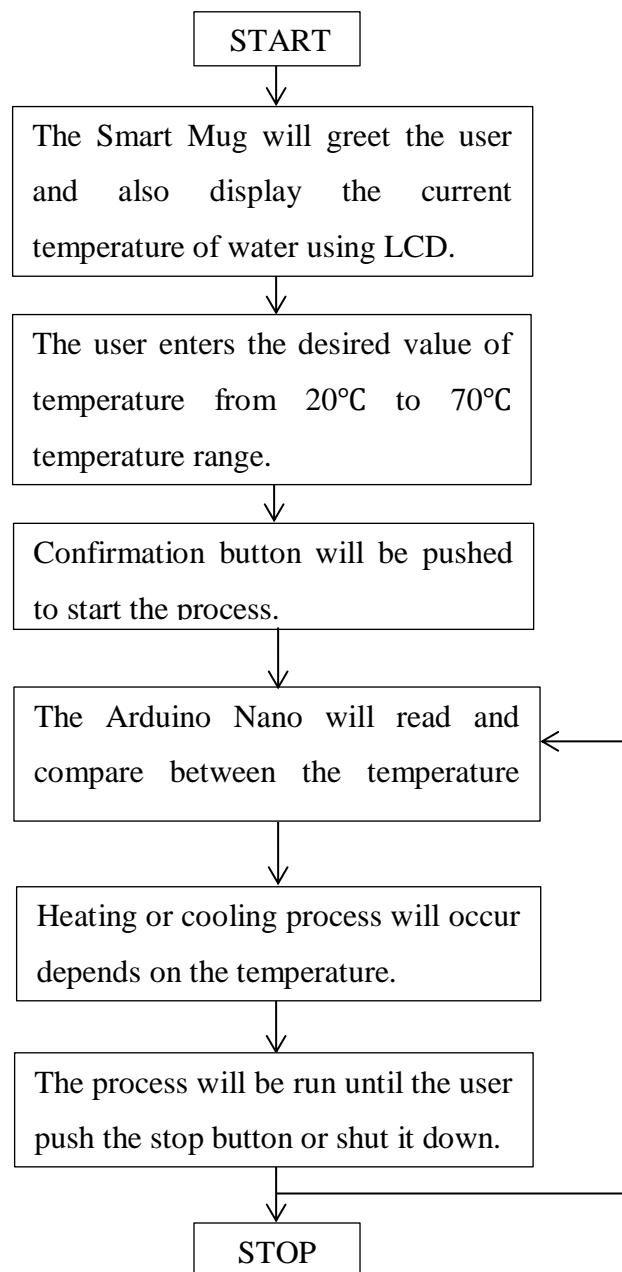 START
The Smart Mug will greet the user
and also display the current
temperature of water using LCD.
The user enters the desired value of
temperature from 20℃ to 70℃
temperature range.
Confirmation button will be pushed
to start the process.
The Arduino Nano will read and
compare between the temperature
Heating or cooling process will occur
depends on the temperature.
The process will be run until the user
push the stop button or shut it down.
STOP